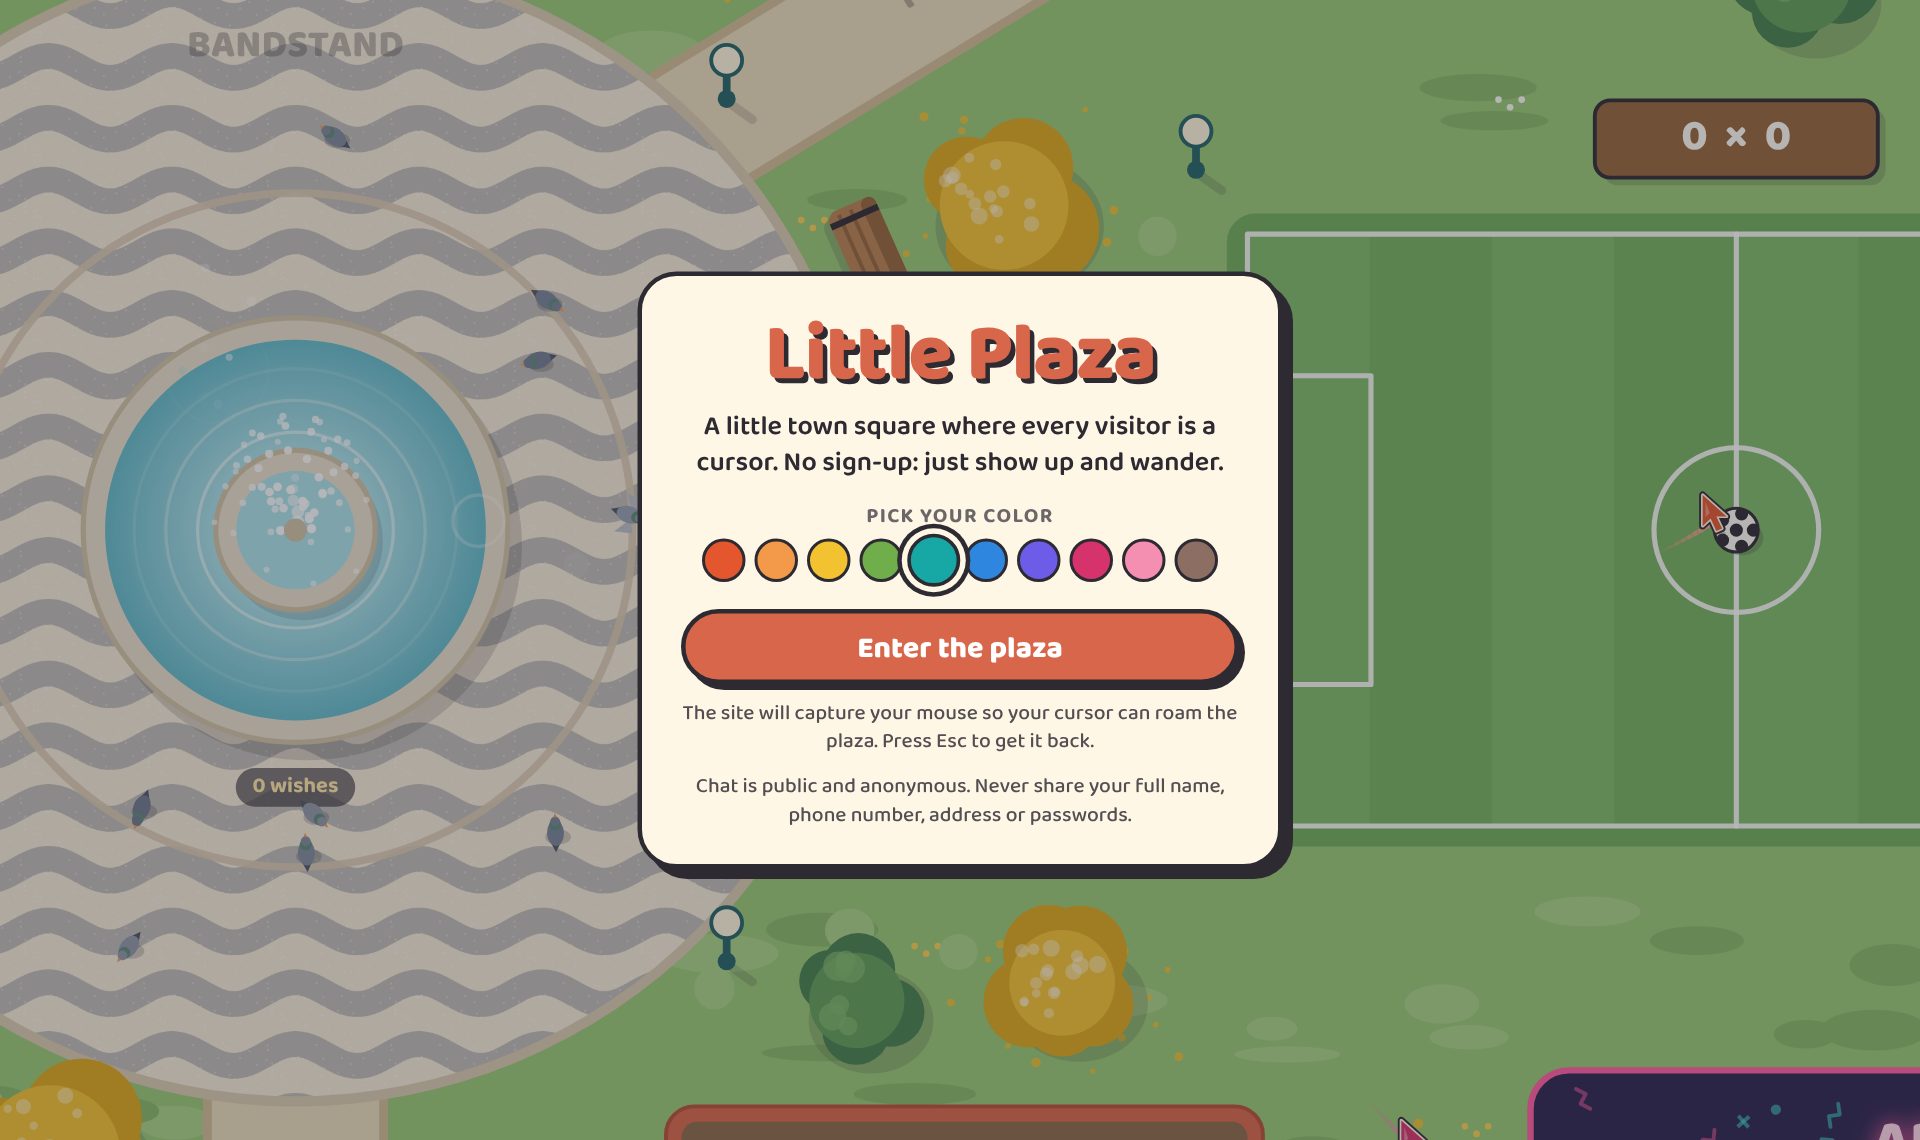 BANDSTAND
0 × 0
Little Plaza
A little town square where every visitor is a
cursor. No sign-up: just show up and wander.
PICK YOUR COLOR
Enter the plaza
The site will capture your mouse so your cursor can roam the
plaza. Press Esc to get it back.
Chat is public and anonymous. Never share your full name,
phone number, address or passwords.
0 wishes